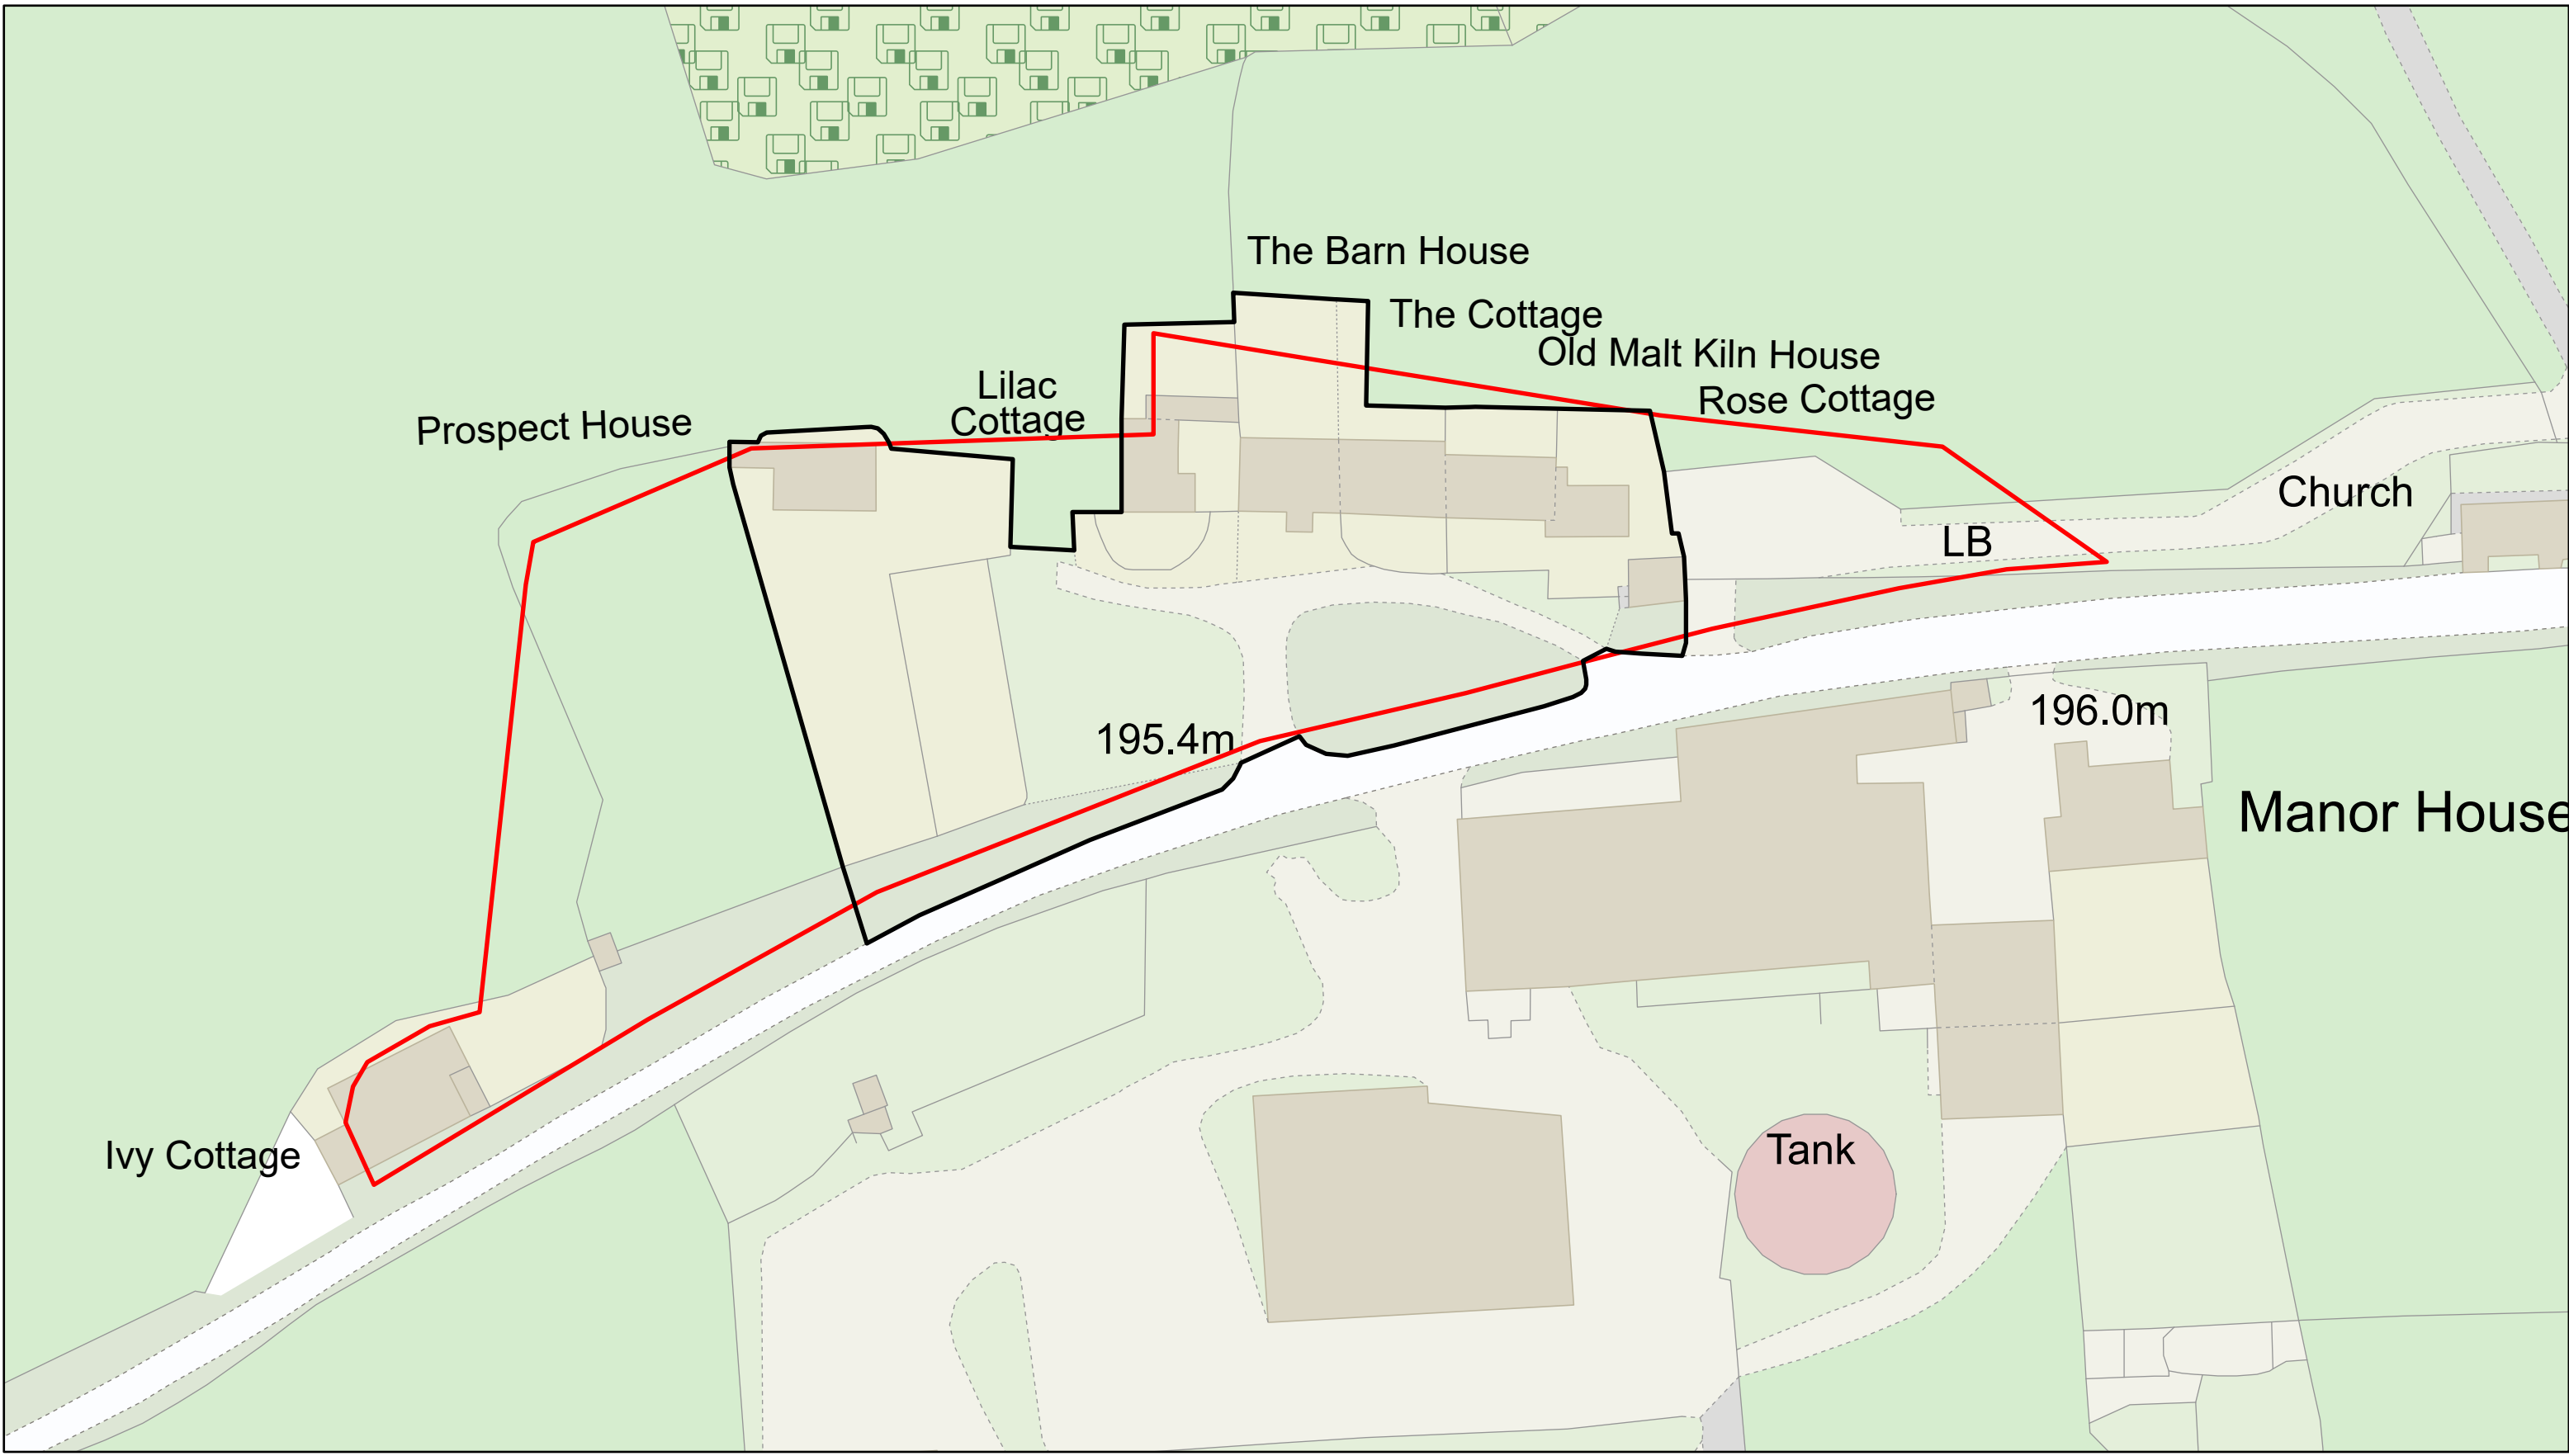 The Barn House
The Cottage
Old Malt Kiln House
Lilac
Cottage
Rose Cottage
Prospect House
Church
LB
195.4m
196.0m
Manor House
Ivy Cottage
Tank